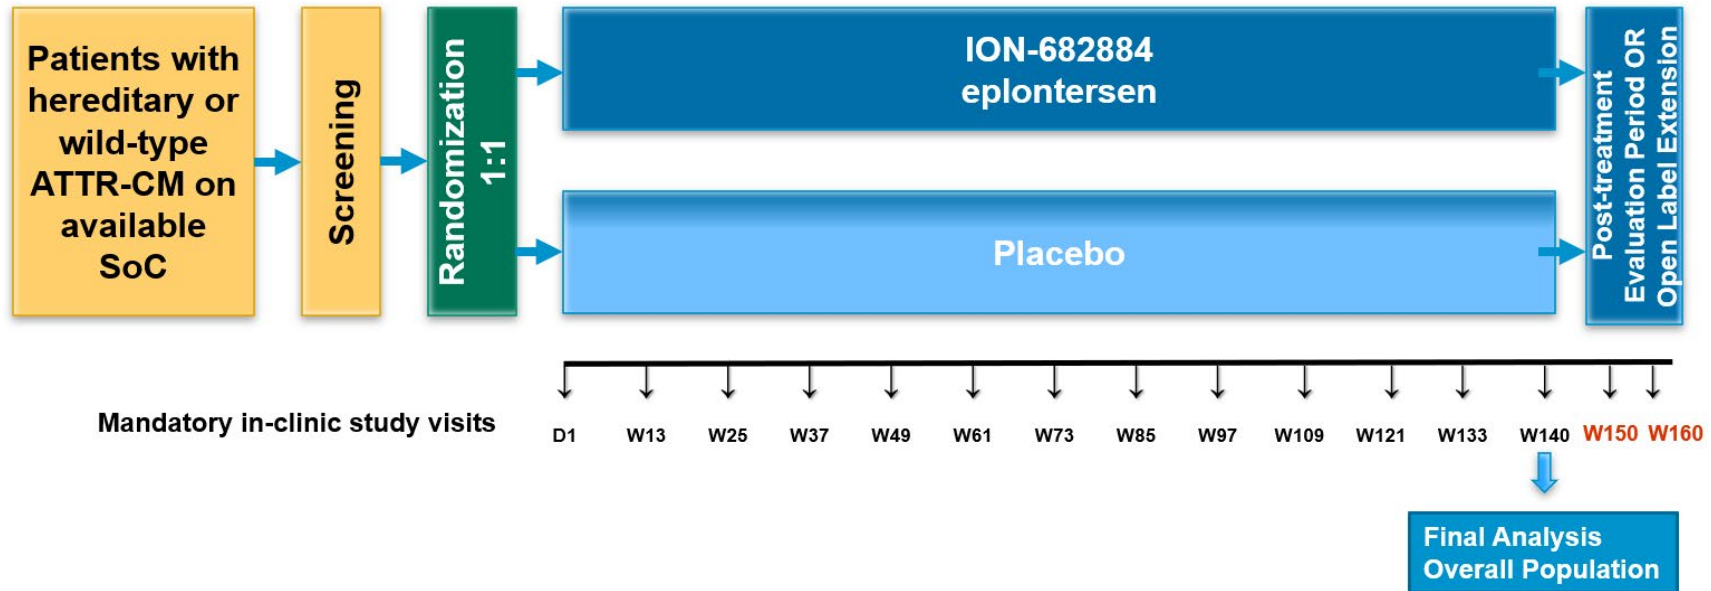 Patients with
hereditary or
wild-type
ATTR-CM on
available
SoC
Screening
Randomization
1:1
ION-682884
eplontersen
Placebo
Post-treatment
Evaluation Period OR
Open Label Extension
Mandatory in-clinic study visits
D1 W13 W25 W37 W49 W61 W73 W85 W97 W109 W121 W133 W140 W150 W160
Final Analysis
Overall Population